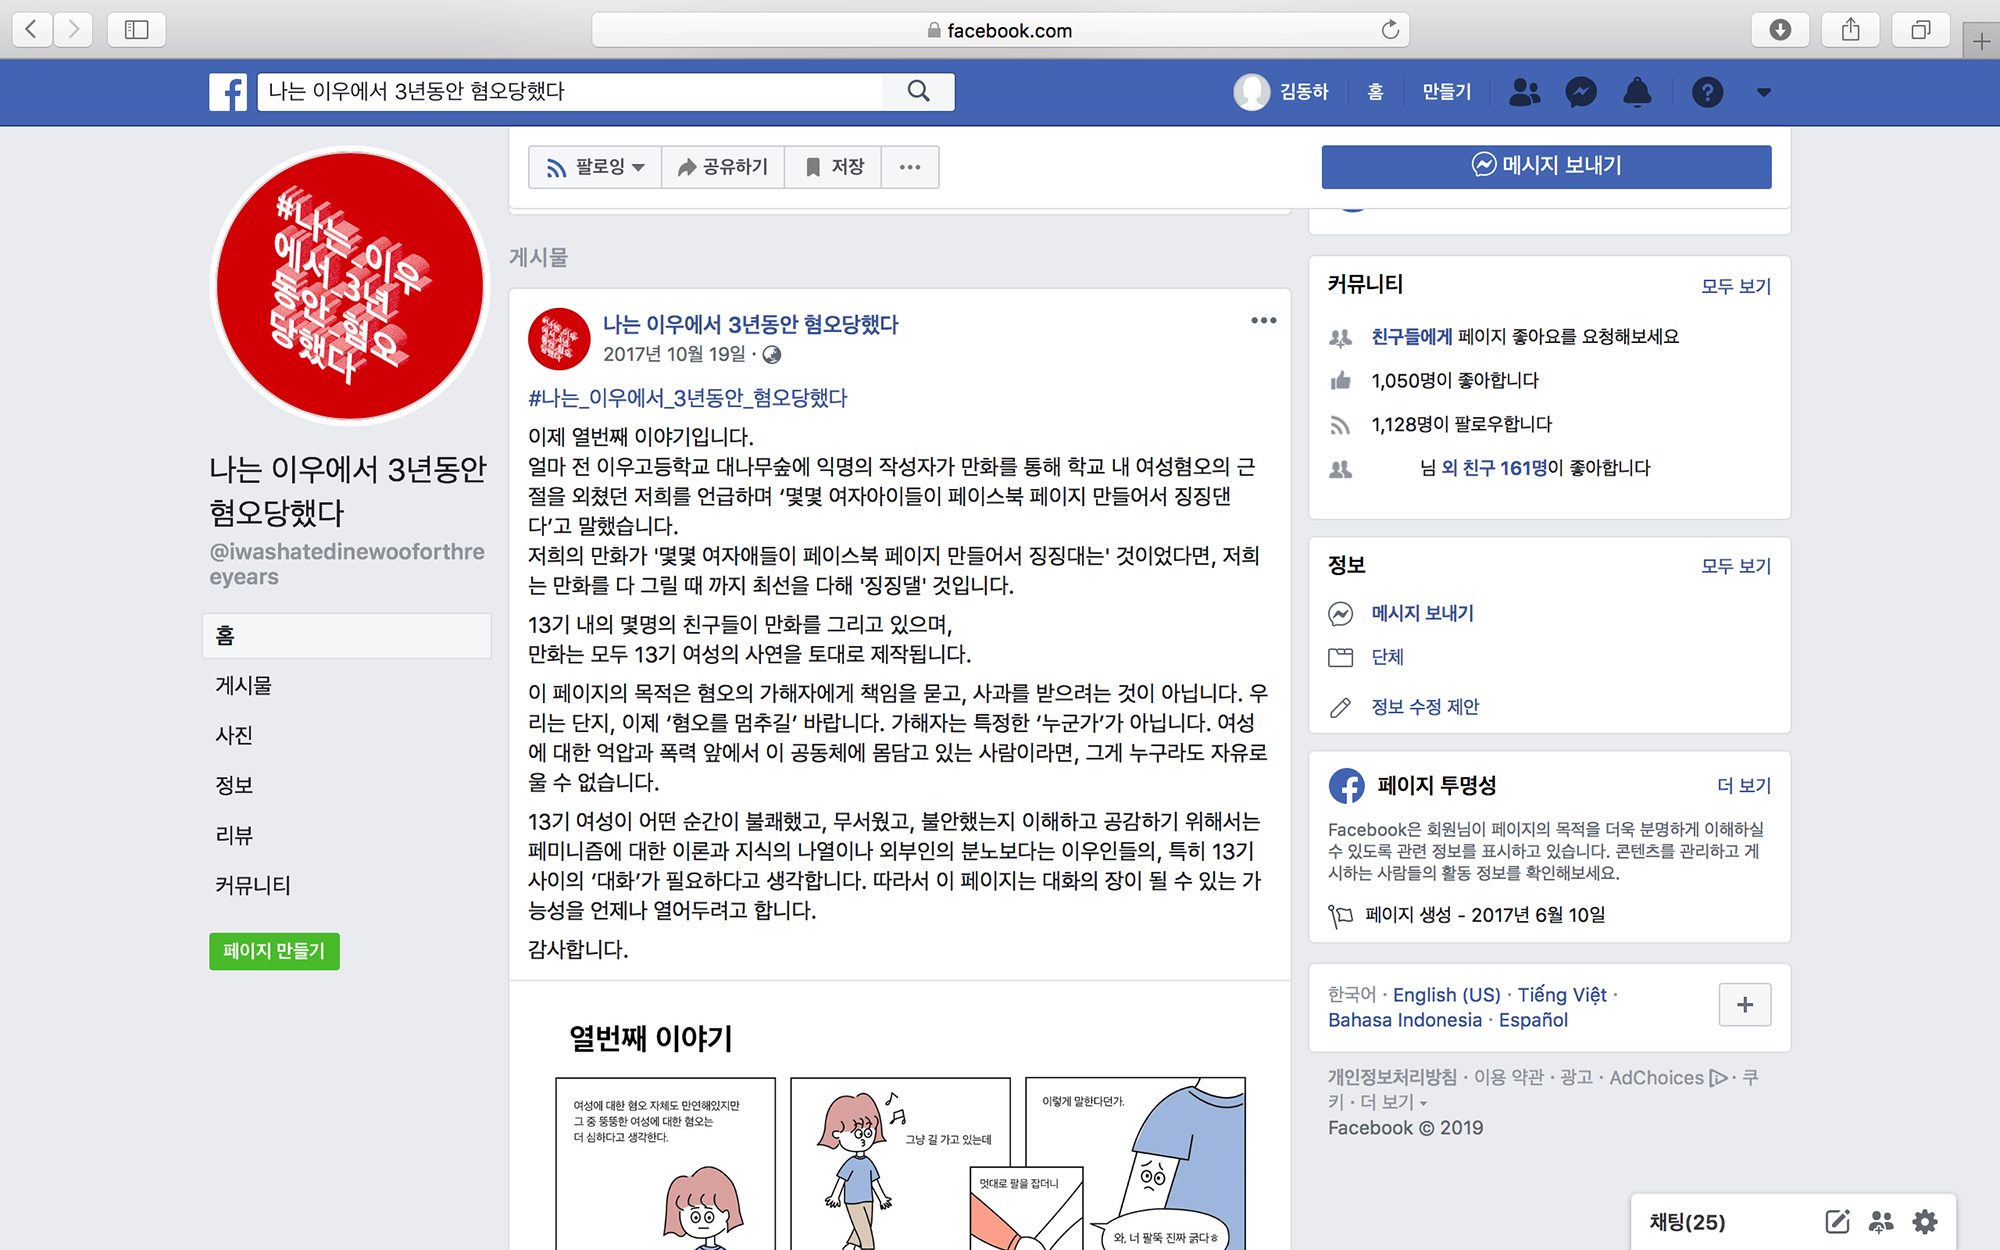 facebook.com
나는 이우에서 3년동안 혐오당했다
김동하
홈
만들기
#나는_이우
에서_3년
동안_혐오
당했다
나는 이우에서 3년동안
혐오당했다
@iwashatedinewooforthre
eyears
홈
게시물
사진
정보
리뷰
커뮤니티
페이지 만들기
팔로잉
공유하기
저장
메시지 보내기
게시물
나는 이우에서 3년동안 혐오당했다
2017년 10월 19일 ·
#나는_이우에서_3년동안_혐오당했다
이제 열번째 이야기입니다.
얼마 전 이우고등학교 대나무숲에 익명의 작성자가 만화를 통해 학교 내 여성혐오의 근
절을 외쳤던 저희를 언급하며 ‘몇몇 여자아이들이 페이스북 페이지 만들어서 징징댄
다’고 말했습니다.
저희의 만화가 '몇몇 여자애들이 페이스북 페이지 만들어서 징징대는' 것이었다면, 저희
는 만화를 다 그릴 때 까지 최선을 다해 '징징댈' 것입니다.
13기 내의 몇명의 친구들이 만화를 그리고 있으며,
만화는 모두 13기 여성의 사연을 토대로 제작됩니다.
이 페이지의 목적은 혐오의 가해자에게 책임을 묻고, 사과를 받으려는 것이 아닙니다. 우
리는 단지, 이제 ‘혐오를 멈추길’ 바랍니다. 가해자는 특정한 ‘누군가’가 아닙니다. 여성
에 대한 억압과 폭력 앞에서 이 공동체에 몸담고 있는 사람이라면, 그게 누구라도 자유로
울 수 없습니다.
13기 여성이 어떤 순간이 불쾌했고, 무서웠고, 불안했는지 이해하고 공감하기 위해서는
페미니즘에 대한 이론과 지식의 나열이나 외부인의 분노보다는 이우인들의, 특히 13기
사이의 ‘대화’가 필요하다고 생각합니다. 따라서 이 페이지는 대화의 장이 될 수 있는 가
능성을 언제나 열어두려고 합니다.
감사합니다.
열번째 이야기
여성에 대한 혐오 자체도 만연해있지만
그 중 뚱뚱한 여성에 대한 혐오는
더 심하다고 생각한다.
그냥 길 가고 있는데
멋대로 팔을 잡더니
이렇게 말한다던가.
와, 너 팔뚝 진짜 굵다ㅎ
커뮤니티
모두 보기
친구들에게 페이지 좋아요를 요청해보세요
1,050명이 좋아합니다
1,128명이 팔로우합니다
님 외 친구 161명이 좋아합니다
정보
모두 보기
메시지 보내기
단체
정보 수정 제안
페이지 투명성
더 보기
Facebook은 회원님이 페이지의 목적을 더욱 분명하게 이해하실
수 있도록 관련 정보를 표시하고 있습니다. 콘텐츠를 관리하고 게
시하는 사람들의 활동 정보를 확인해보세요.
페이지 생성 - 2017년 6월 10일
한국어 · English (US) · Tiếng Việt ·
Bahasa Indonesia · Español
개인정보처리방침 · 이용 약관 · 광고 · AdChoices · 쿠
키 · 더 보기
Facebook © 2019
채팅(25)